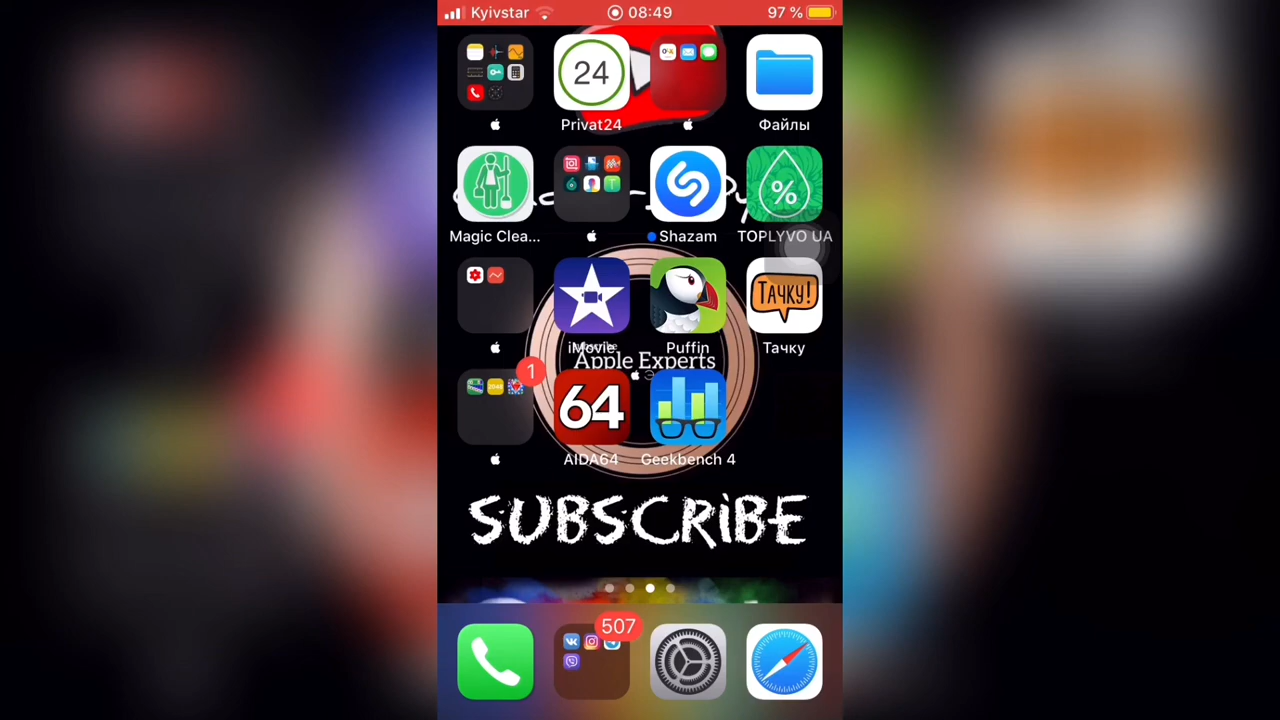 Kyivstar 08:49 97 %
24
Privat24 Файлы
%
Magic Clea... Shazam TOPLYVO UA
ТАЧКУ!
iMovie Puffin Тачку
Apple Experts
1
64
AIDA64 Geekbench 4
SUBSCRIBE
507